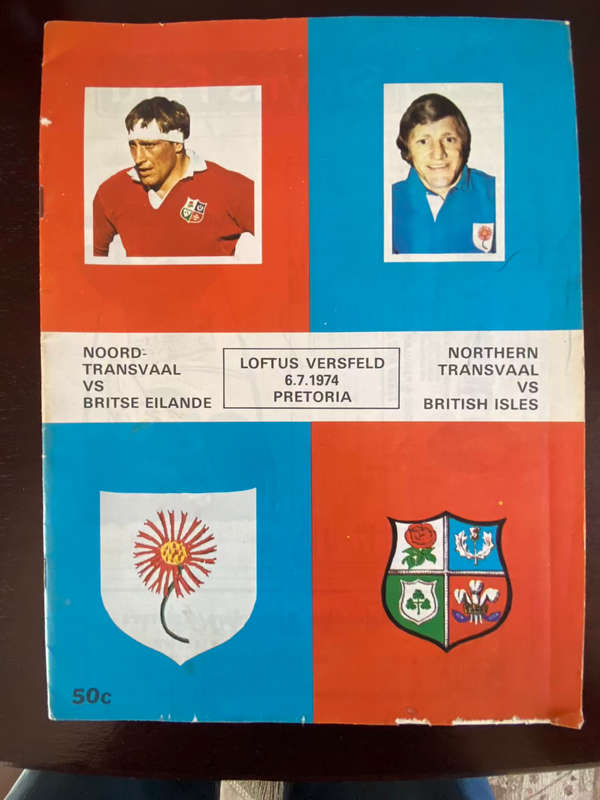 NOORD-
TRANSVAAL
VS
BRITSE EILANDE
LOFTUS VERSFELD
6.7.1974
PRETORIA
NORTHERN
TRANSVAAL
VS
BRITISH ISLES
50c